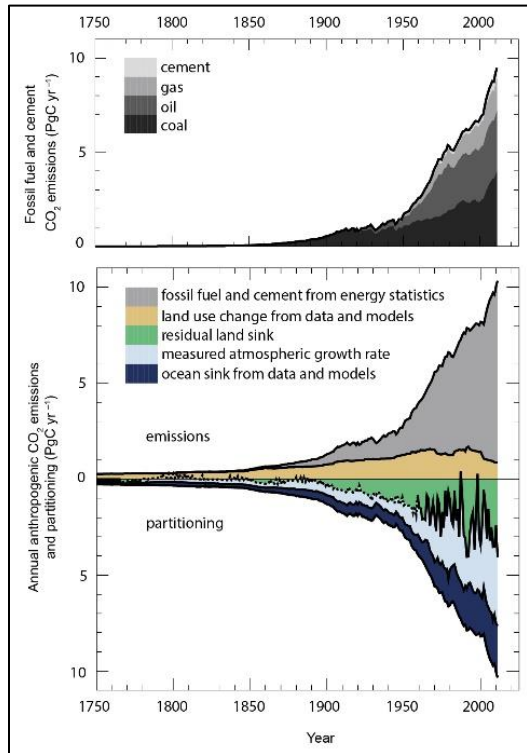 1750 1800 1850 1900 1950 2000
10
5
0
Fossil fuel and cement
CO₂ emissions (PgC yr⁻¹)
cement
gas
oil
coal
10
5
0
5
10
Annual anthropogenic CO₂ emissions
and partitioning (PgC yr⁻¹)
fossil fuel and cement from energy statistics
land use change from data and models
residual land sink
measured atmospheric growth rate
ocean sink from data and models
emissions
partitioning
1750 1800 1850 1900 1950 2000
Year